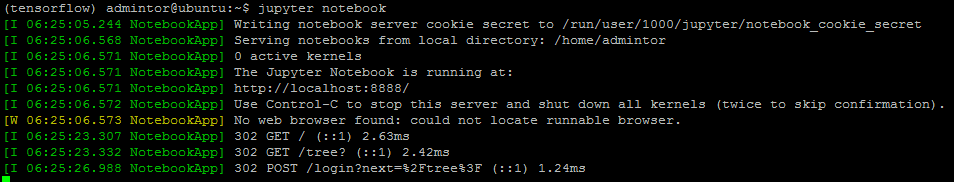 (tensorflow) admintor@ubuntu:~$ jupyter notebook
[I 06:25:05.244 NotebookApp] Writing notebook server cookie secret to /run/user/1000/jupyter/notebook_cookie_secret
[I 06:25:06.568 NotebookApp] Serving notebooks from local directory: /home/admintor
[I 06:25:06.571 NotebookApp] 0 active kernels
[I 06:25:06.571 NotebookApp] The Jupyter Notebook is running at:
[I 06:25:06.571 NotebookApp] http://localhost:8888/
[I 06:25:06.572 NotebookApp] Use Control-C to stop this server and shut down all kernels (twice to skip confirmation).
[W 06:25:06.573 NotebookApp] No web browser found: could not locate runnable browser.
[I 06:25:23.307 NotebookApp] 302 GET / (::1) 2.63ms
[I 06:25:23.332 NotebookApp] 302 GET /tree? (::1) 2.42ms
[I 06:25:26.988 NotebookApp] 302 POST /login?next=%2Ftree%3F (::1) 1.24ms